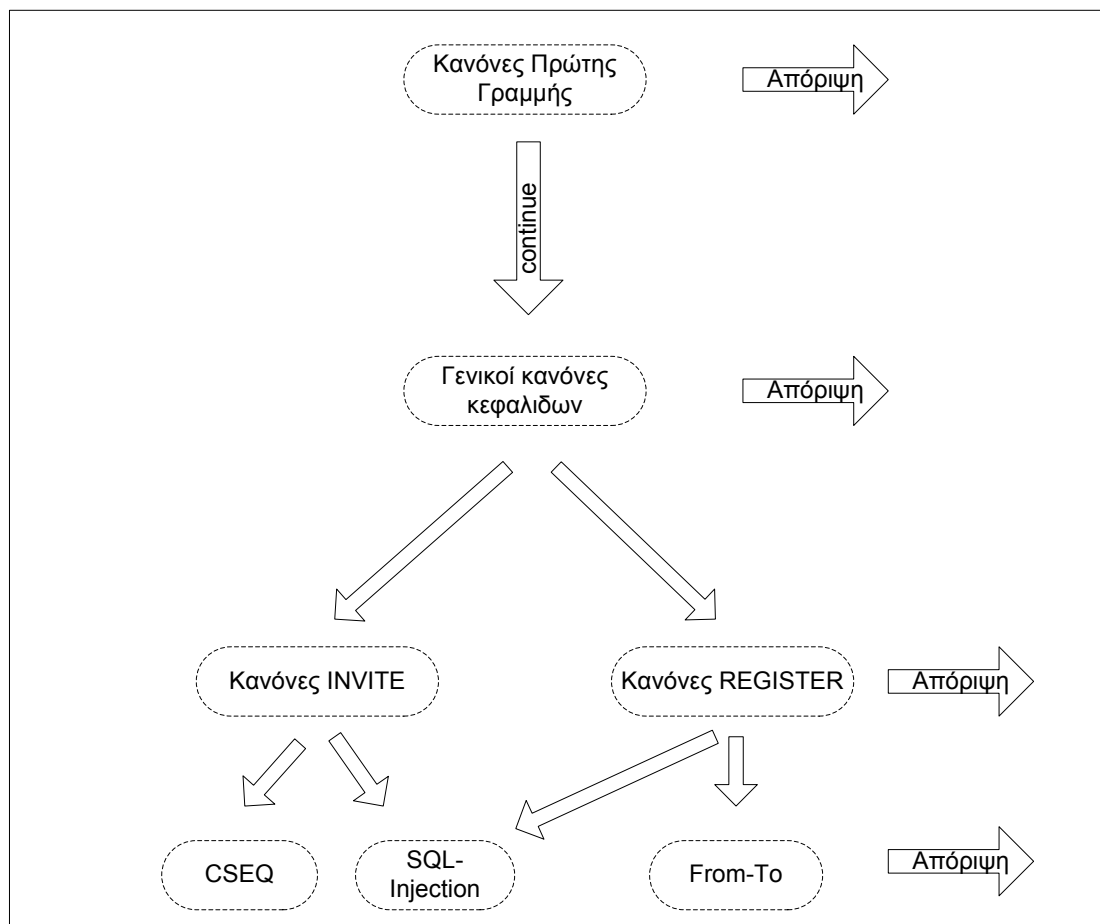 Κανόνες Πρώτης
Γραμμής
Απόριψη
continue
Γενικοί κανόνες
κεφαλιδων
Απόριψη
Κανόνες INVITE
Κανόνες REGISTER
Απόριψη
CSEQ
SQL-
Injection
From-To
Απόριψη